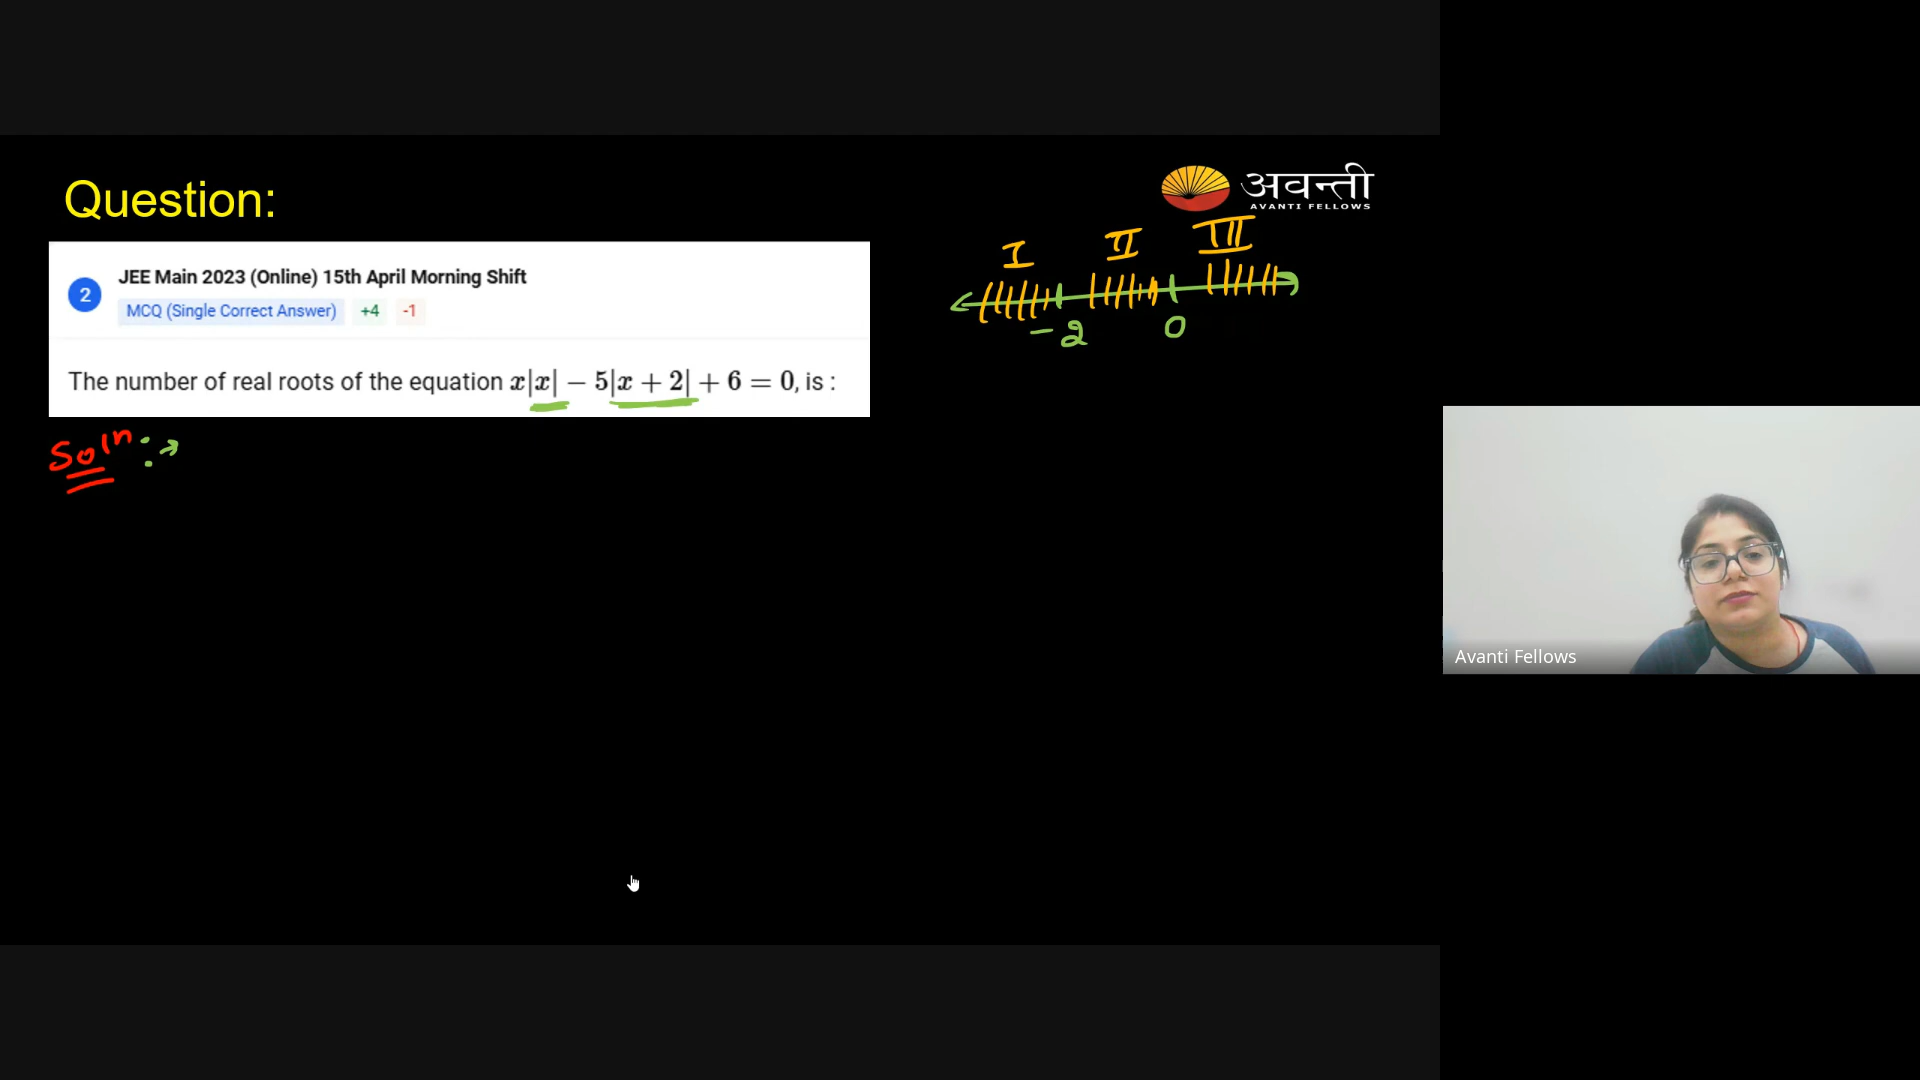 Question:
अवन्ती
AVANTI FELLOWS
I II III
-2 0
2
JEE Main 2023 (Online) 15th April Morning Shift
MCQ (Single Correct Answer) +4 -1
The number of real roots of the equation x|x| − 5|x + 2| + 6 = 0, is :
Soln :→
Avanti Fellows